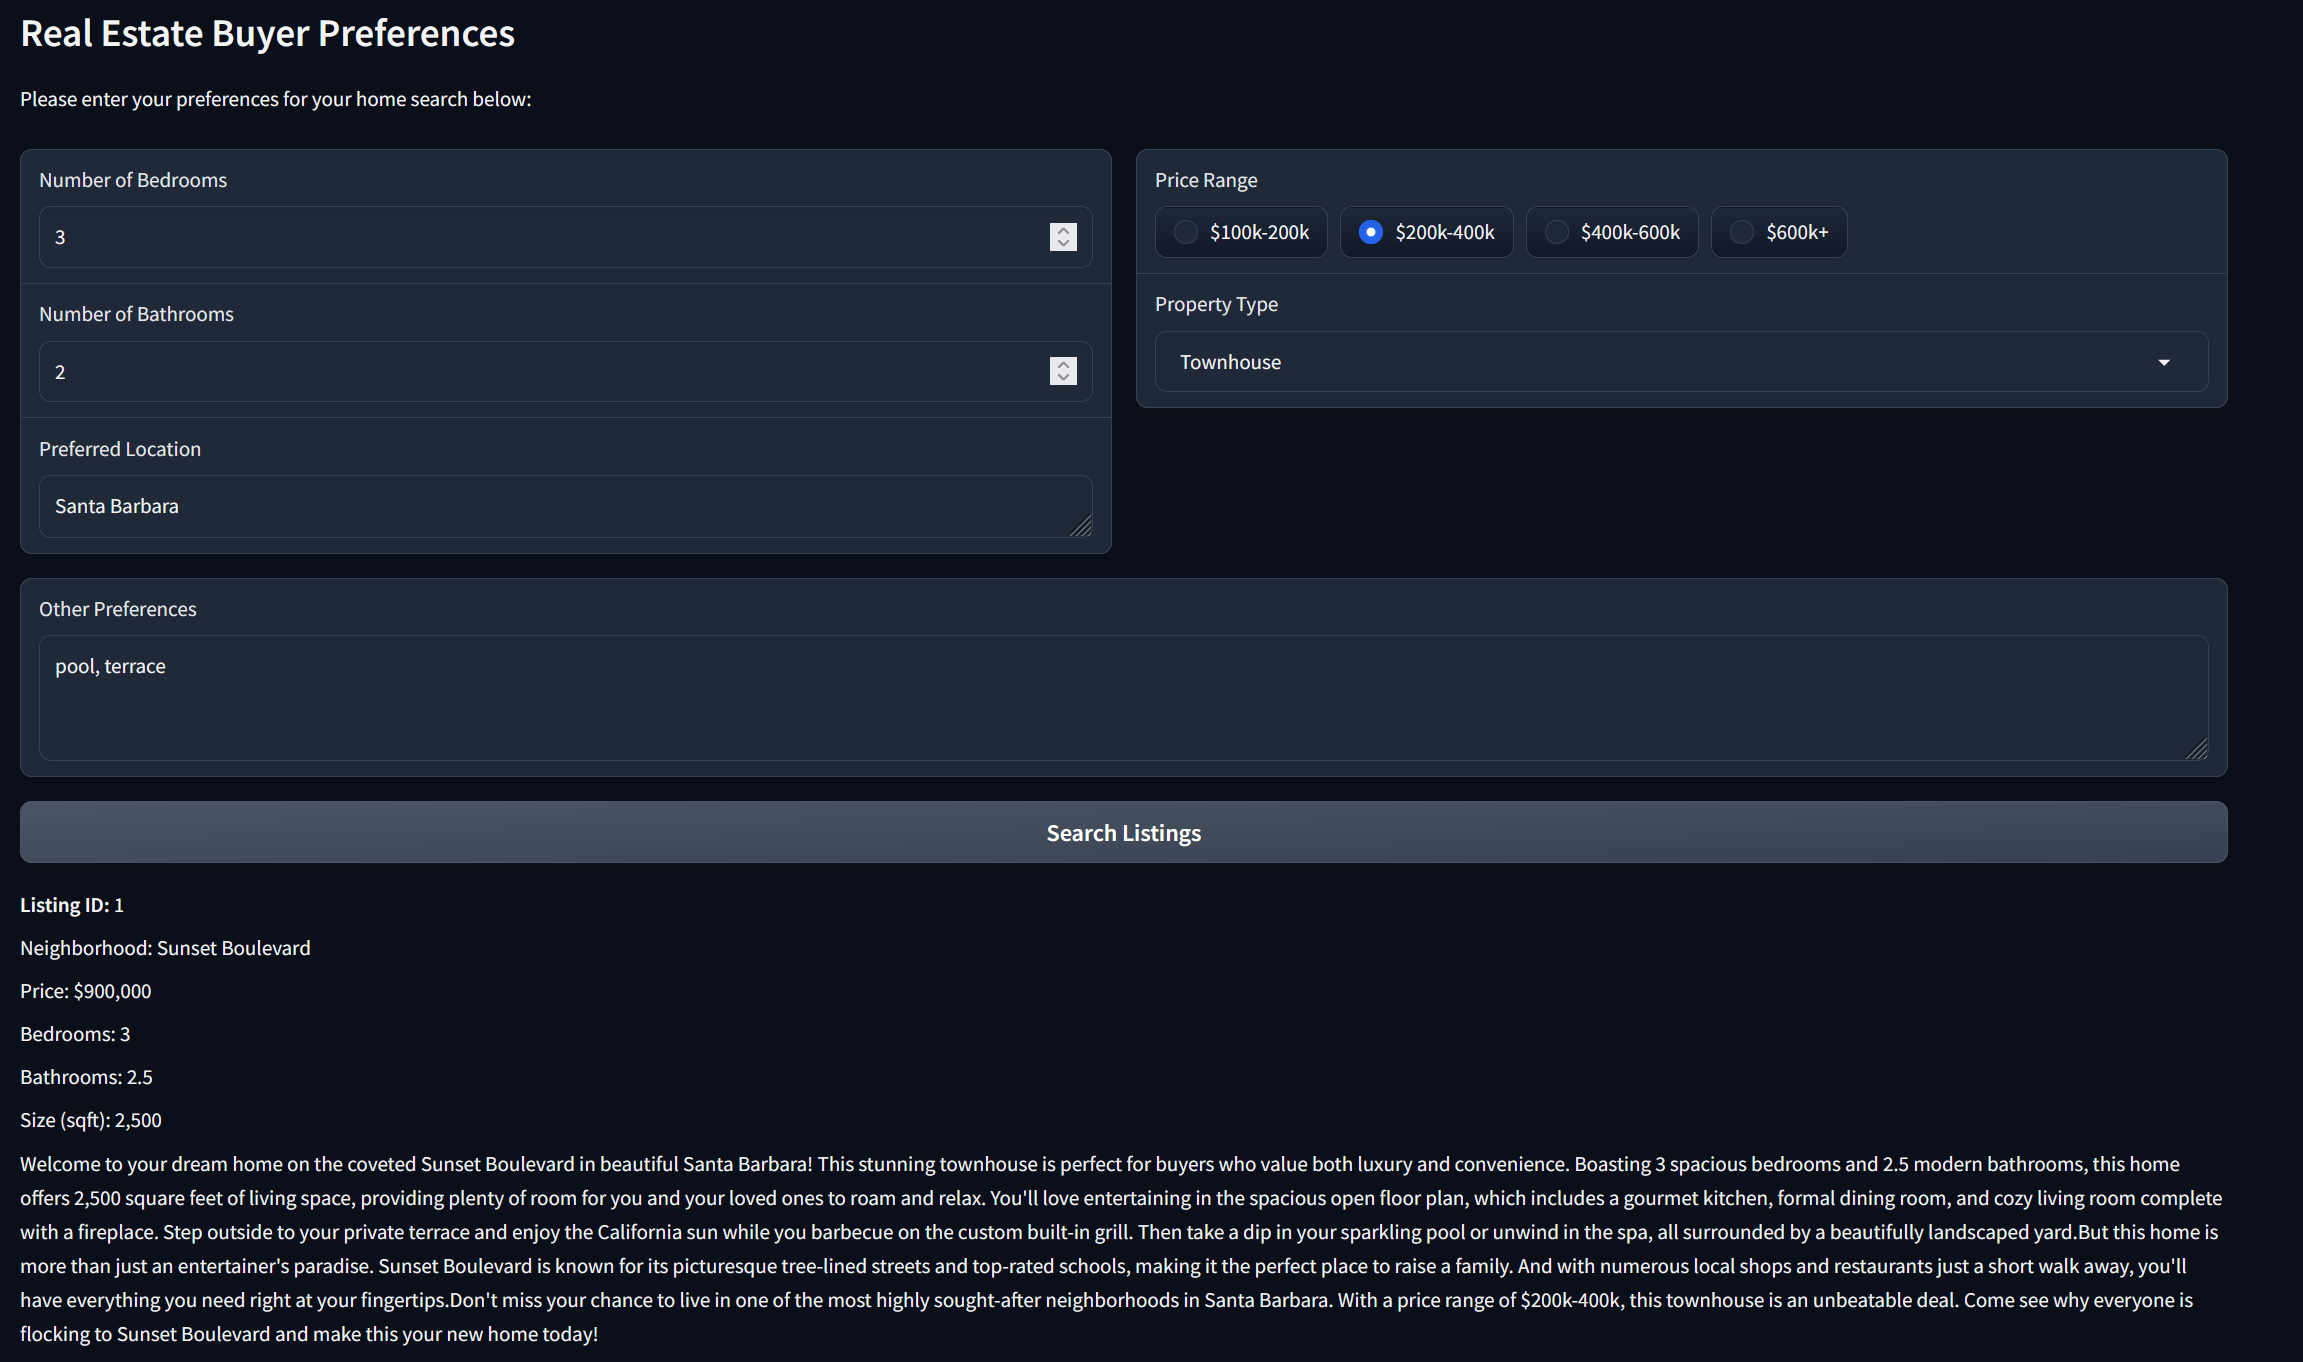 Real Estate Buyer Preferences
Please enter your preferences for your home search below:
Number of Bedrooms
3
Number of Bathrooms
2
Preferred Location
Santa Barbara
Price Range
$100k-200k $200k-400k $400k-600k $600k+
Property Type
Townhouse
Other Preferences
pool, terrace
Search Listings
Listing ID: 1
Neighborhood: Sunset Boulevard
Price: $900,000
Bedrooms: 3
Bathrooms: 2.5
Size (sqft): 2,500
Welcome to your dream home on the coveted Sunset Boulevard in beautiful Santa Barbara! This stunning townhouse is perfect for buyers who value both luxury and convenience. Boasting 3 spacious bedrooms and 2.5 modern bathrooms, this home
offers 2,500 square feet of living space, providing plenty of room for you and your loved ones to roam and relax. You'll love entertaining in the spacious open floor plan, which includes a gourmet kitchen, formal dining room, and cozy living room complete
with a fireplace. Step outside to your private terrace and enjoy the California sun while you barbecue on the custom built-in grill. Then take a dip in your sparkling pool or unwind in the spa, all surrounded by a beautifully landscaped yard.But this home is
more than just an entertainer's paradise. Sunset Boulevard is known for its picturesque tree-lined streets and top-rated schools, making it the perfect place to raise a family. And with numerous local shops and restaurants just a short walk away, you'll
have everything you need right at your fingertips.Don't miss your chance to live in one of the most highly sought-after neighborhoods in Santa Barbara. With a price range of $200k-400k, this townhouse is an unbeatable deal. Come see why everyone is
flocking to Sunset Boulevard and make this your new home today!